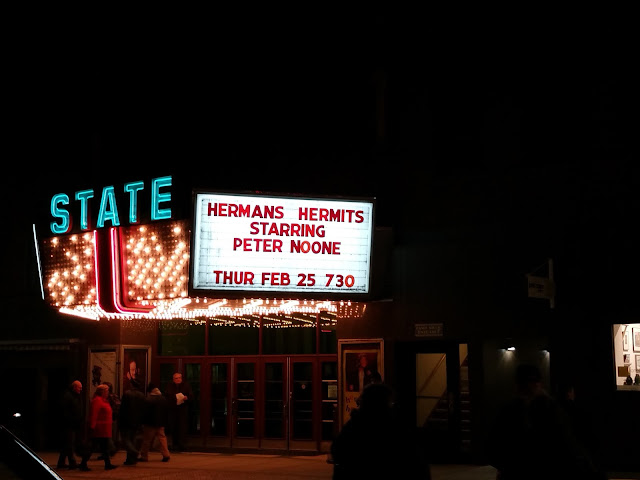 STATE
HERMANS HERMITS
STARRING
PETER NOONE
THUR FEB 25 730